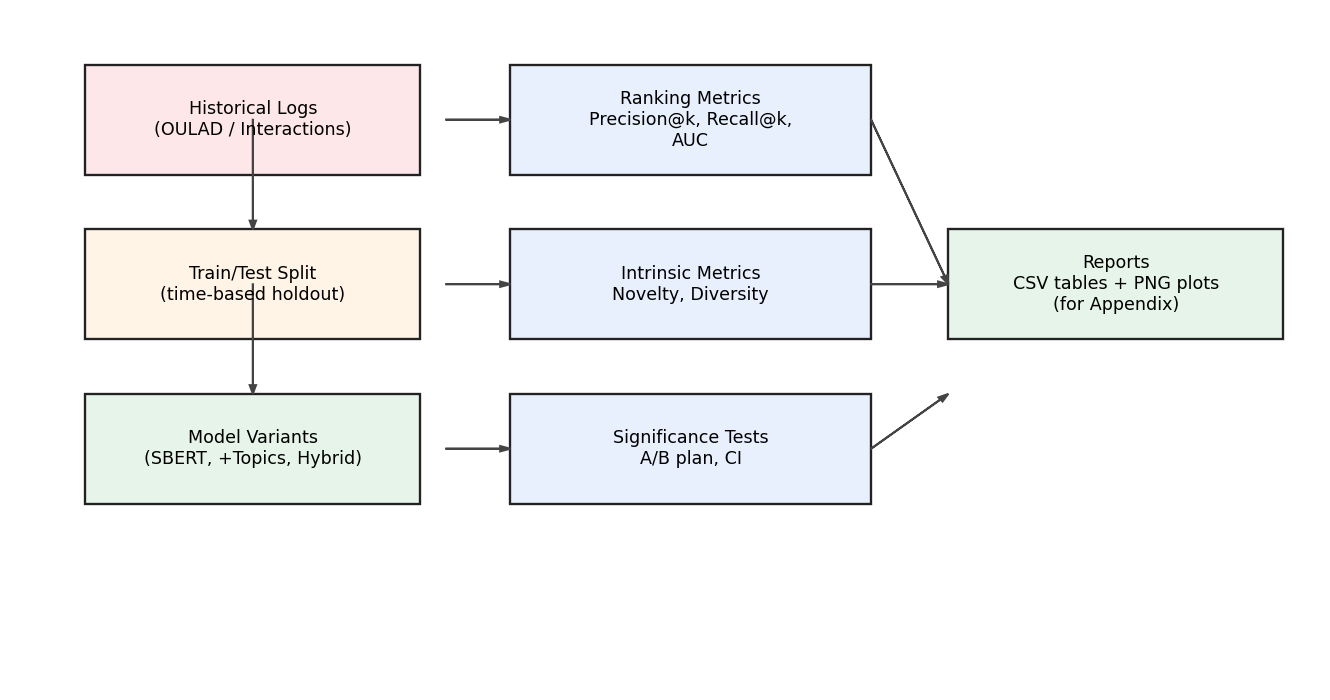 Historical Logs
(OULAD / Interactions)
Ranking Metrics
Precision@k, Recall@k,
AUC
Train/Test Split
(time-based holdout)
Intrinsic Metrics
Novelty, Diversity
Reports
CSV tables + PNG plots
(for Appendix)
Model Variants
(SBERT, +Topics, Hybrid)
Significance Tests
A/B plan, CI